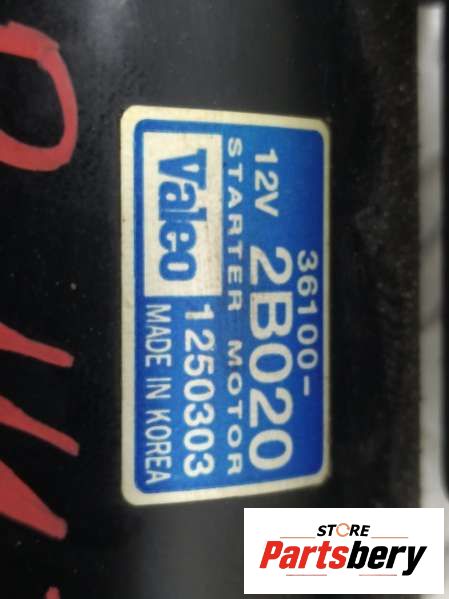 36100-
12V 2B020
STARTER MOTOR
Valeo 1250303
MADE IN KOREA
STORE
Partsbery